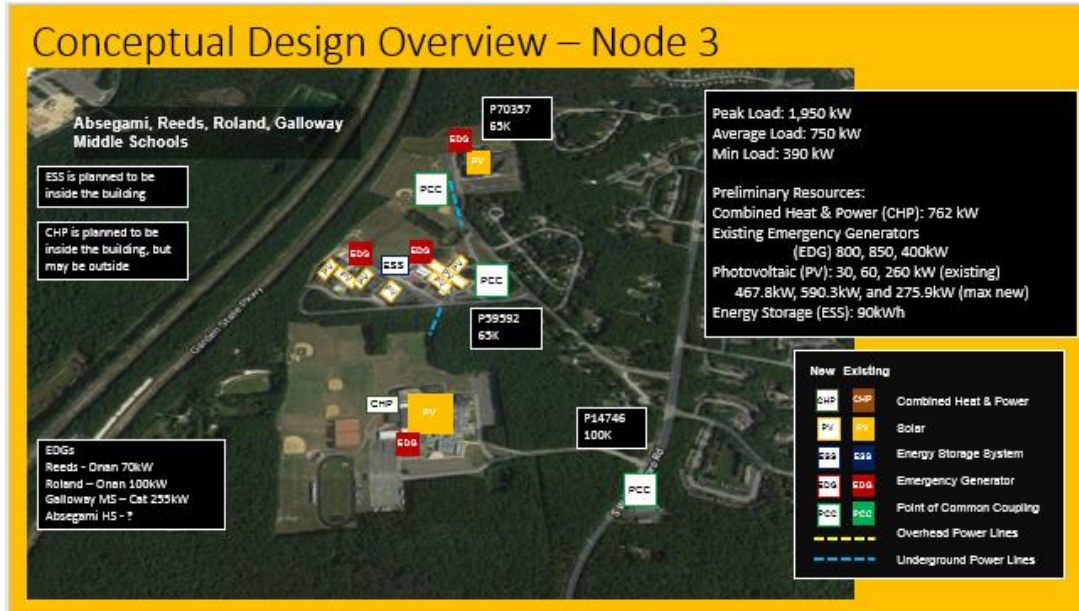 Conceptual Design Overview – Node 3
Absegami, Reeds, Roland, Galloway
Middle Schools
ESS is planned to be
inside the building
CHP is planned to be
inside the building, but
may be outside
P70357
65K
EDG
PV
PCC
EDG
ESS
EDG
PV
PV
PV
PV
PV
PCC
P59592
65K
Garden State Pkwy
CHP
PV
EDG
P14746
100K
PCC
EDGs
Reeds - Onan 70kW
Roland – Onan 100kW
Galloway MS – Cat 255kW
Absegami HS - ?
Peak Load: 1,950 kW
Average Load: 750 kW
Min Load: 390 kW
Preliminary Resources:
Combined Heat & Power (CHP): 762 kW
Existing Emergency Generators
(EDG) 800, 850, 400kW
Photovoltaic (PV): 30, 60, 260 kW (existing)
467.8kW, 590.3kW, and 275.9kW (max new)
Energy Storage (ESS): 90kWh
New Existing
CHP CHP Combined Heat & Power
PV PV Solar
ESS ESS Energy Storage System
EDG EDG Emergency Generator
PCC PCC Point of Common Coupling
Overhead Power Lines
Underground Power Lines